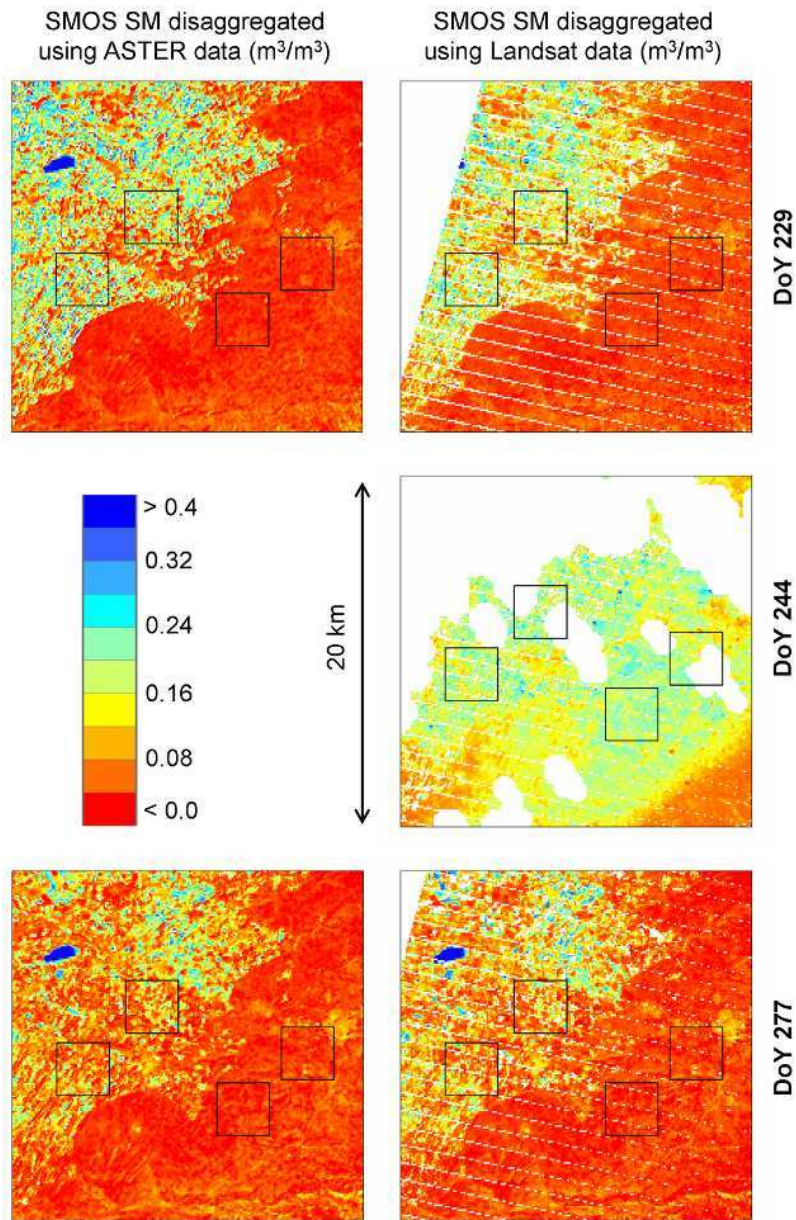 SMOS SM disaggregated
using ASTER data (m³/m³)
SMOS SM disaggregated
using Landsat data (m³/m³)
DoY 229
> 0.4
0.32
0.24
0.16
0.08
< 0.0
20 km
DoY 244
DoY 277